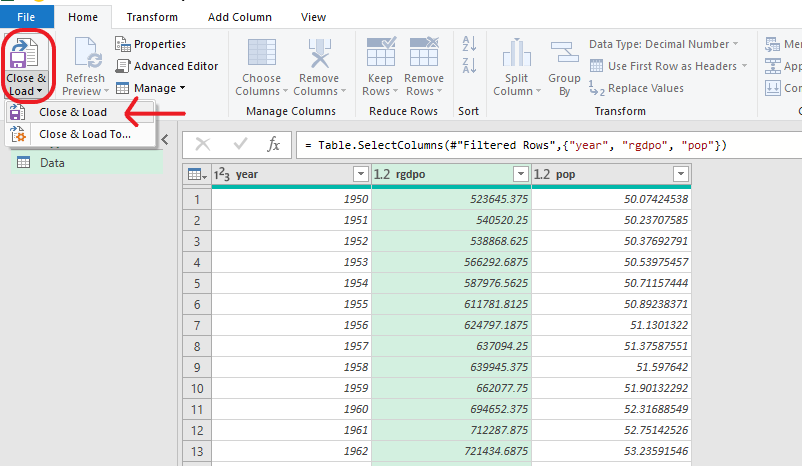 File Home Transform Add Column View
Close & Load
Refresh Preview
Properties
Advanced Editor
Manage
Choose Columns
Remove Columns
Manage Columns
Keep Rows
Remove Rows
Reduce Rows
A Z
Z A
Sort
Split Column
Group By
Data Type: Decimal Number
Use First Row as Headers
1 2 Replace Values
Transform
Mer
App
Con
Close & Load
Close & Load To...
Data
fx = Table.SelectColumns(#"Filtered Rows",{"year", "rgdpo", "pop"})
1 2 3 year 1.2 rgdpo 1.2 pop
1 1950 523645.375 50.07424538
2 1951 540520.25 50.23707585
3 1952 538868.625 50.37692791
4 1953 566292.6875 50.53975457
5 1954 587976.5625 50.71157444
6 1955 611781.8125 50.89238371
7 1956 624797.1875 51.1301322
8 1957 637094.25 51.37587551
9 1958 639945.375 51.597642
10 1959 662077.75 51.90132292
11 1960 694652.375 52.31688549
12 1961 712287.875 52.75142526
13 1962 721434.6875 53.23591546